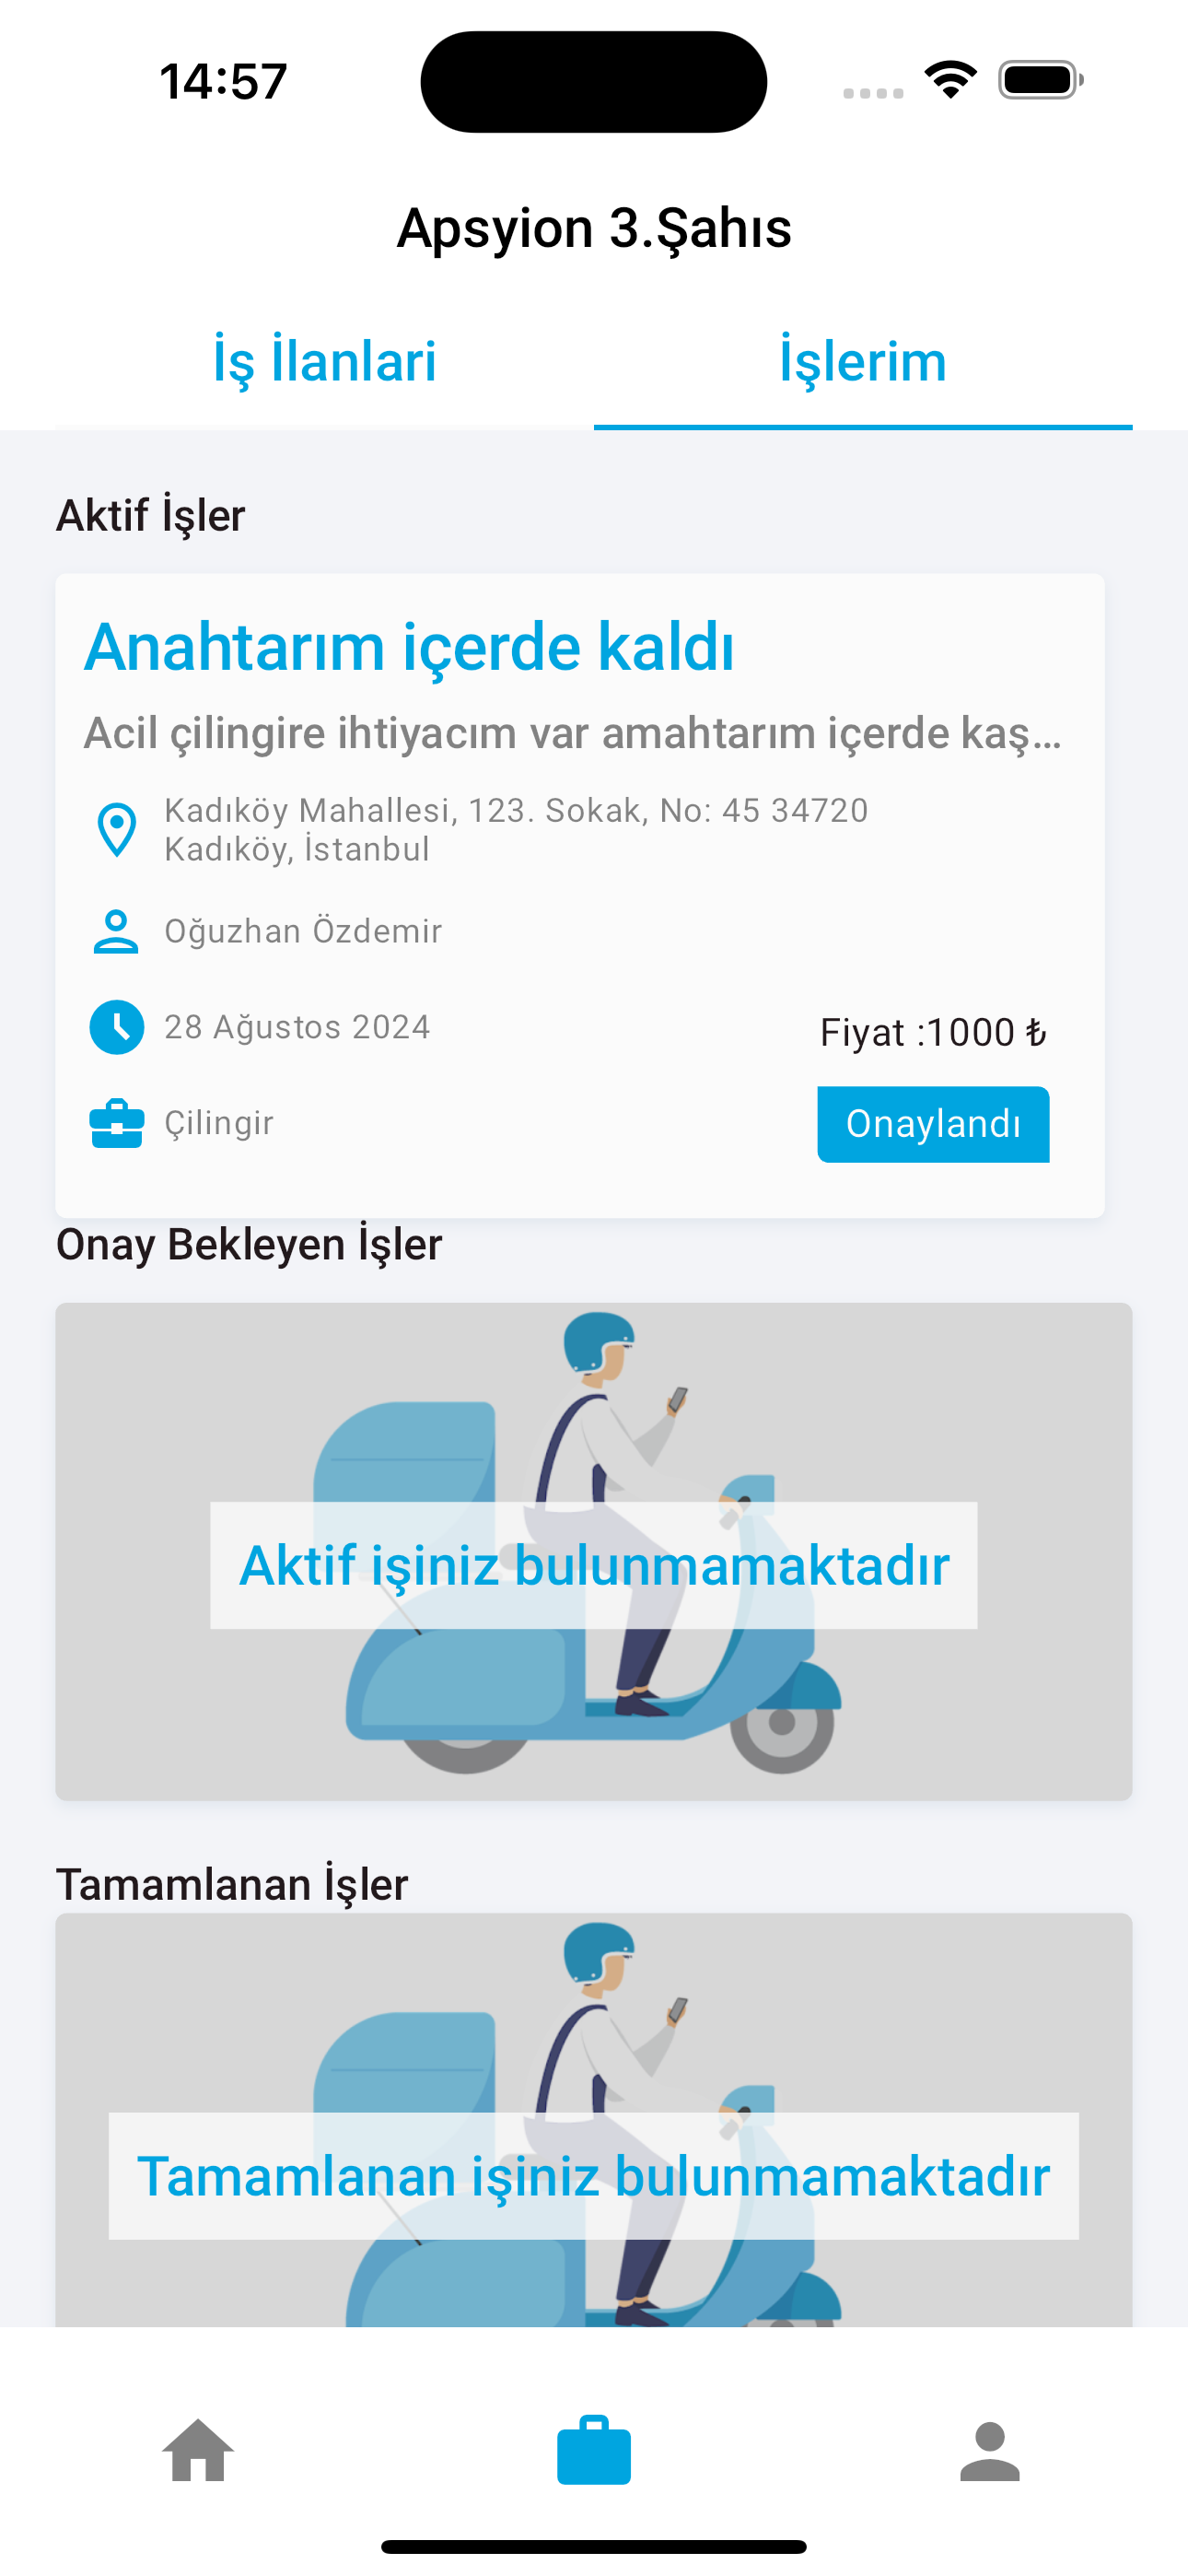 14:57
Apsyion 3.Şahıs
İş İlanlari
İşlerim
Aktif İşler
Anahtarım içerde kaldı
Acil çilingire ihtiyacım var amahtarım içerde kaş...
Kadıköy Mahallesi, 123. Sokak, No: 45 34720
Kadıköy, İstanbul
Oğuzhan Özdemir
28 Ağustos 2024
Fiyat :1000 ₺
Çilingir
Onaylandı
Onay Bekleyen İşler
Aktif işiniz bulunmamaktadır
Tamamlanan İşler
Tamamlanan işiniz bulunmamaktadır